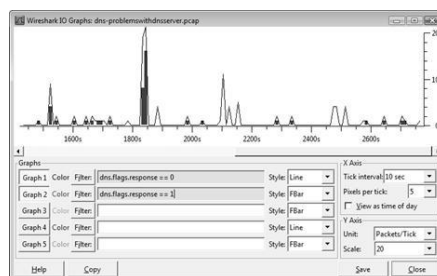 Wireshark IO Graphs: dns-problemswithdnsserver.pcap
20
10
0
1600s 1800s 2000s 2200s 2400s 2600s
Graphs
Graph 1 Color Filter: dns.flags.response == 0 Style: Line
Graph 2 Color Filter: dns.flags.response == 1 Style: FBar
Graph 3 Color Filter: Style: FBar
Graph 4 Color Filter: Style: Line
Graph 5 Color Filter: Style: FBar
X Axis
Tick interval: 10 sec
Pixels per tick: 5
View as time of day
Y Axis
Unit: Packets/Tick
Scale: 20
Help Copy Save Close